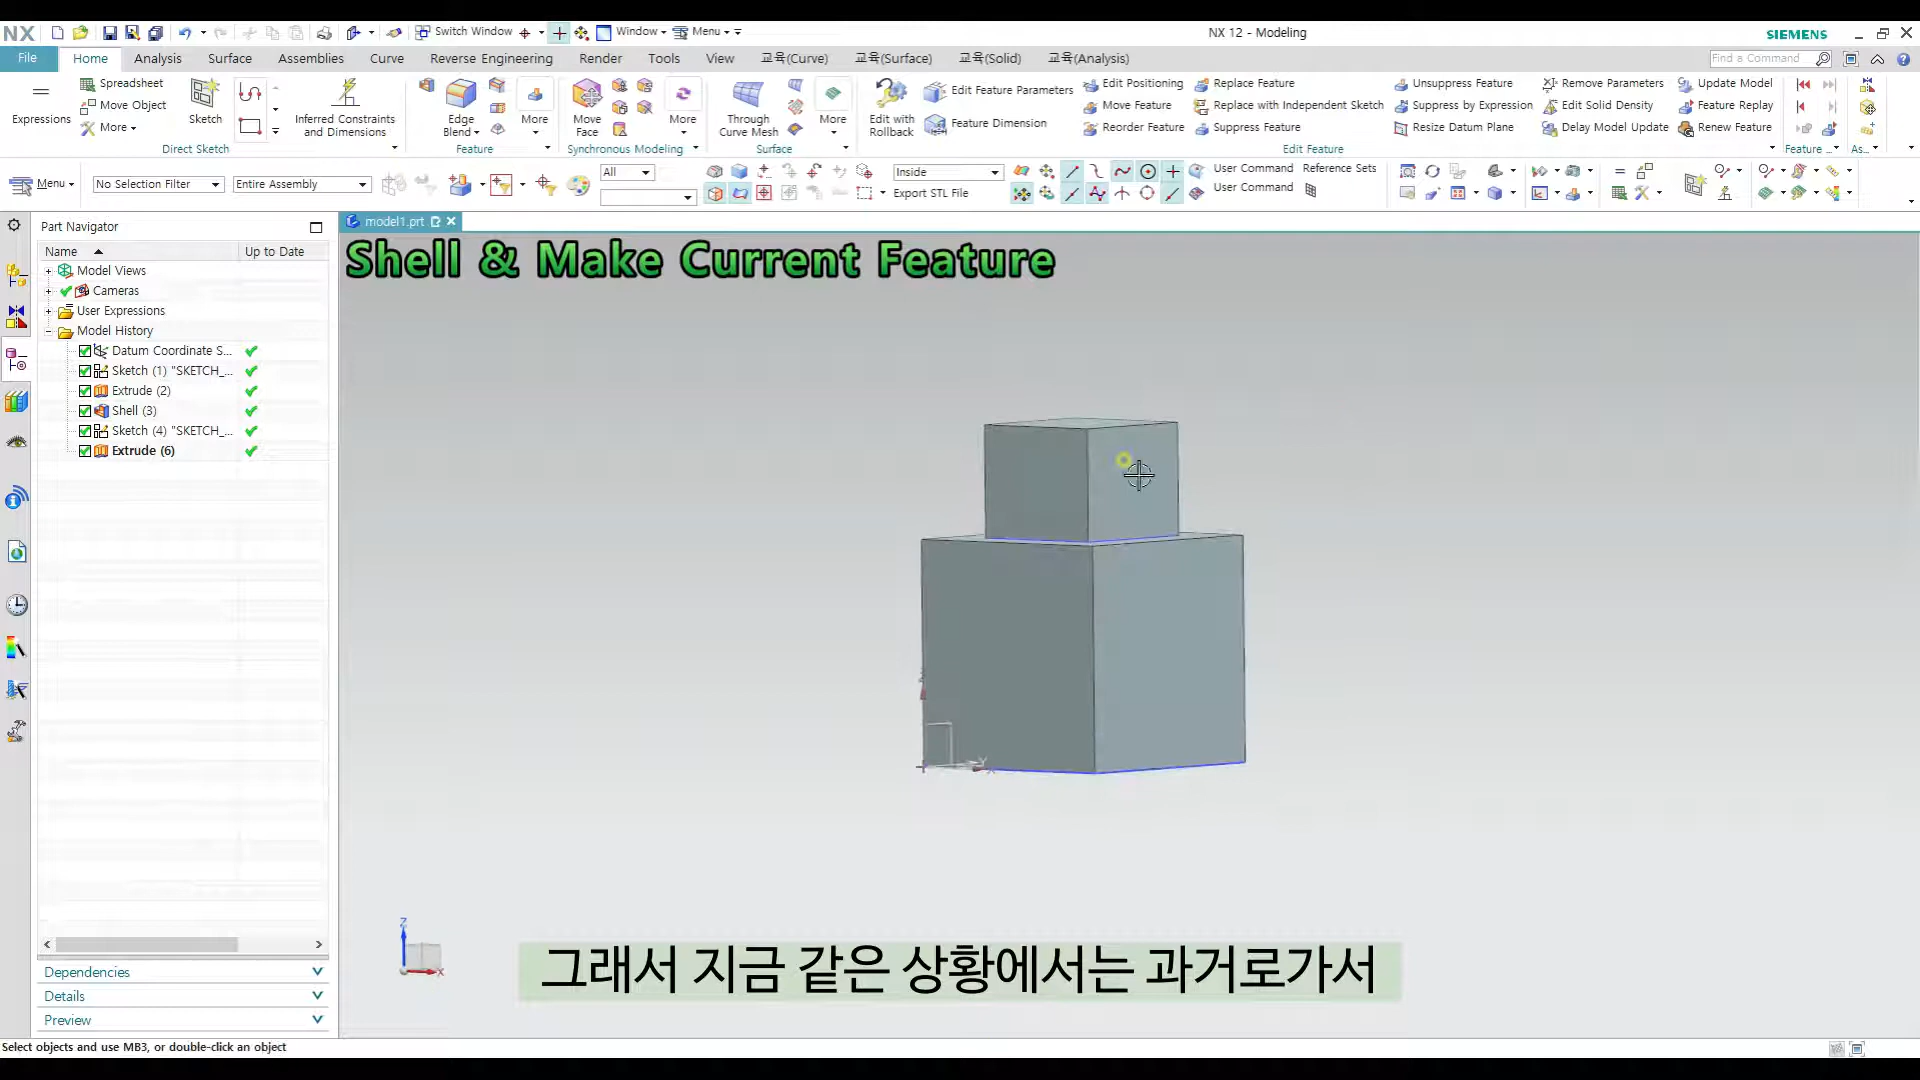 NX
Switch Window
Window
Menu
NX 12 - Modeling
SIEMENS
File
Home
Analysis
Surface
Assemblies
Curve
Reverse Engineering
Render
Tools
View
교육(Curve)
교육(Surface)
교육(Solid)
교육(Analysis)
Find a Command
Expressions
Spreadsheet
Move Object
More
Sketch
Inferred Constraints
and Dimensions
Direct Sketch
Edge
Blend
More
Feature
Move
Face
More
Synchronous Modeling
Through
Curve Mesh
More
Surface
Edit with
Rollback
Edit Feature Parameters
Feature Dimension
Edit Positioning
Move Feature
Reorder Feature
Replace Feature
Replace with Independent Sketch
Suppress Feature
Unsuppress Feature
Suppress by Expression
Resize Datum Plane
Remove Parameters
Edit Solid Density
Delay Model Update
Update Model
Feature Replay
Renew Feature
Edit Feature
Feature ...
As...
Menu
No Selection Filter
Entire Assembly
All
Inside
Export STL File
User Command
User Command
Reference Sets
Part Navigator
model1.prt
Name
Up to Date
Model Views
Cameras
User Expressions
Model History
Datum Coordinate S...
Sketch (1) "SKETCH_...
Extrude (2)
Shell (3)
Sketch (4) "SKETCH_...
Extrude (6)
Shell & Make Current Feature
Z
X
Y
X
그래서 지금 같은 상황에서는 과거로가서
Dependencies
Details
Preview
Select objects and use MB3, or double-click an object